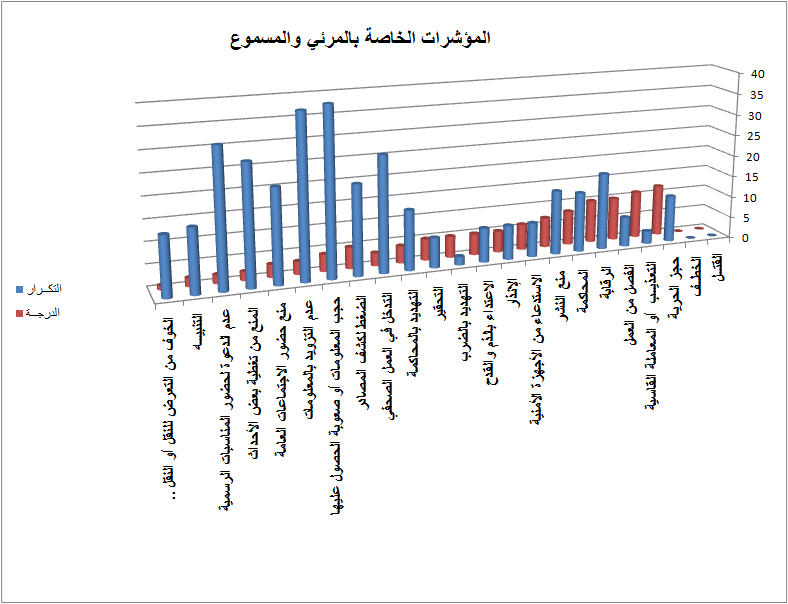 المؤشرات الخاصة بالمرئي والمسموع
40
35
30
25
20
15
10
5
0
التكـرار
الدرجـة
القتـل
الخطـف
حجز الحرية
التعذيـب أو المعاملة القاسية
الفصل من العمل
الرقابة
المحاكمة
منع النشر
الاستدعاء من الأجهزة الأمنية
الإنذار
الاعتداء بالذم والقدح
التهديد بالضرب
التحقير
التهديد بالمحاكمة
التدخل في العمل الصحفي
الضغط لكشف المصادر
حجب المعلومات أو صعوبة الحصول عليها
عدم التزويد بالمعلومات
منع حضور الاجتماعات العامة
المنع من تغطية بعض الأحداث
عدم الدعوة لحضور المناسبات الرسمية
التنبيـه
الخوف من التعرض للنقل أو النقل ..